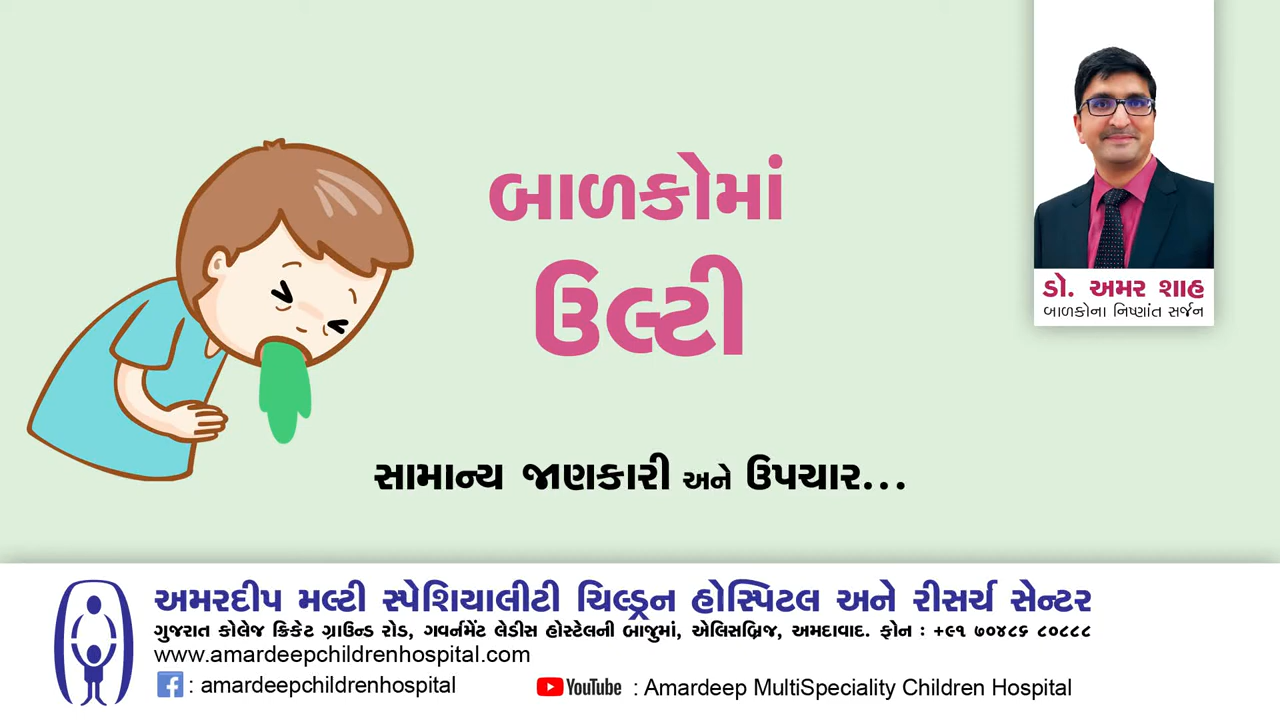 બાળકોમાં
ઉલ્ટી
ડો. અમર શાહ
બાળકોના નિષ્ણાંત સર્જન
સામાન્ય જાણકારી અને ઉપચાર...
અમરદીપ મલ્ટી સ્પેશિયાલીટી ચિલ્ડ્રન હોસ્પિટલ અને રીસર્ચ સેન્ટર
ગુજરાત કોલેજ ક્રિકેટ ગ્રાઉન્ડ રોડ, ગવર્નમેંટ લેડીસ હોસ્ટેલની બાજુમાં, એલિસબ્રિજ, અમદાવાદ. ફોન : +૯૧ ૭૦૪૮૬ ૮૦૮૮૮
www.amardeepchildrenhospital.com
f : amardeepchildrenhospital
YouTube : Amardeep MultiSpeciality Children Hospital